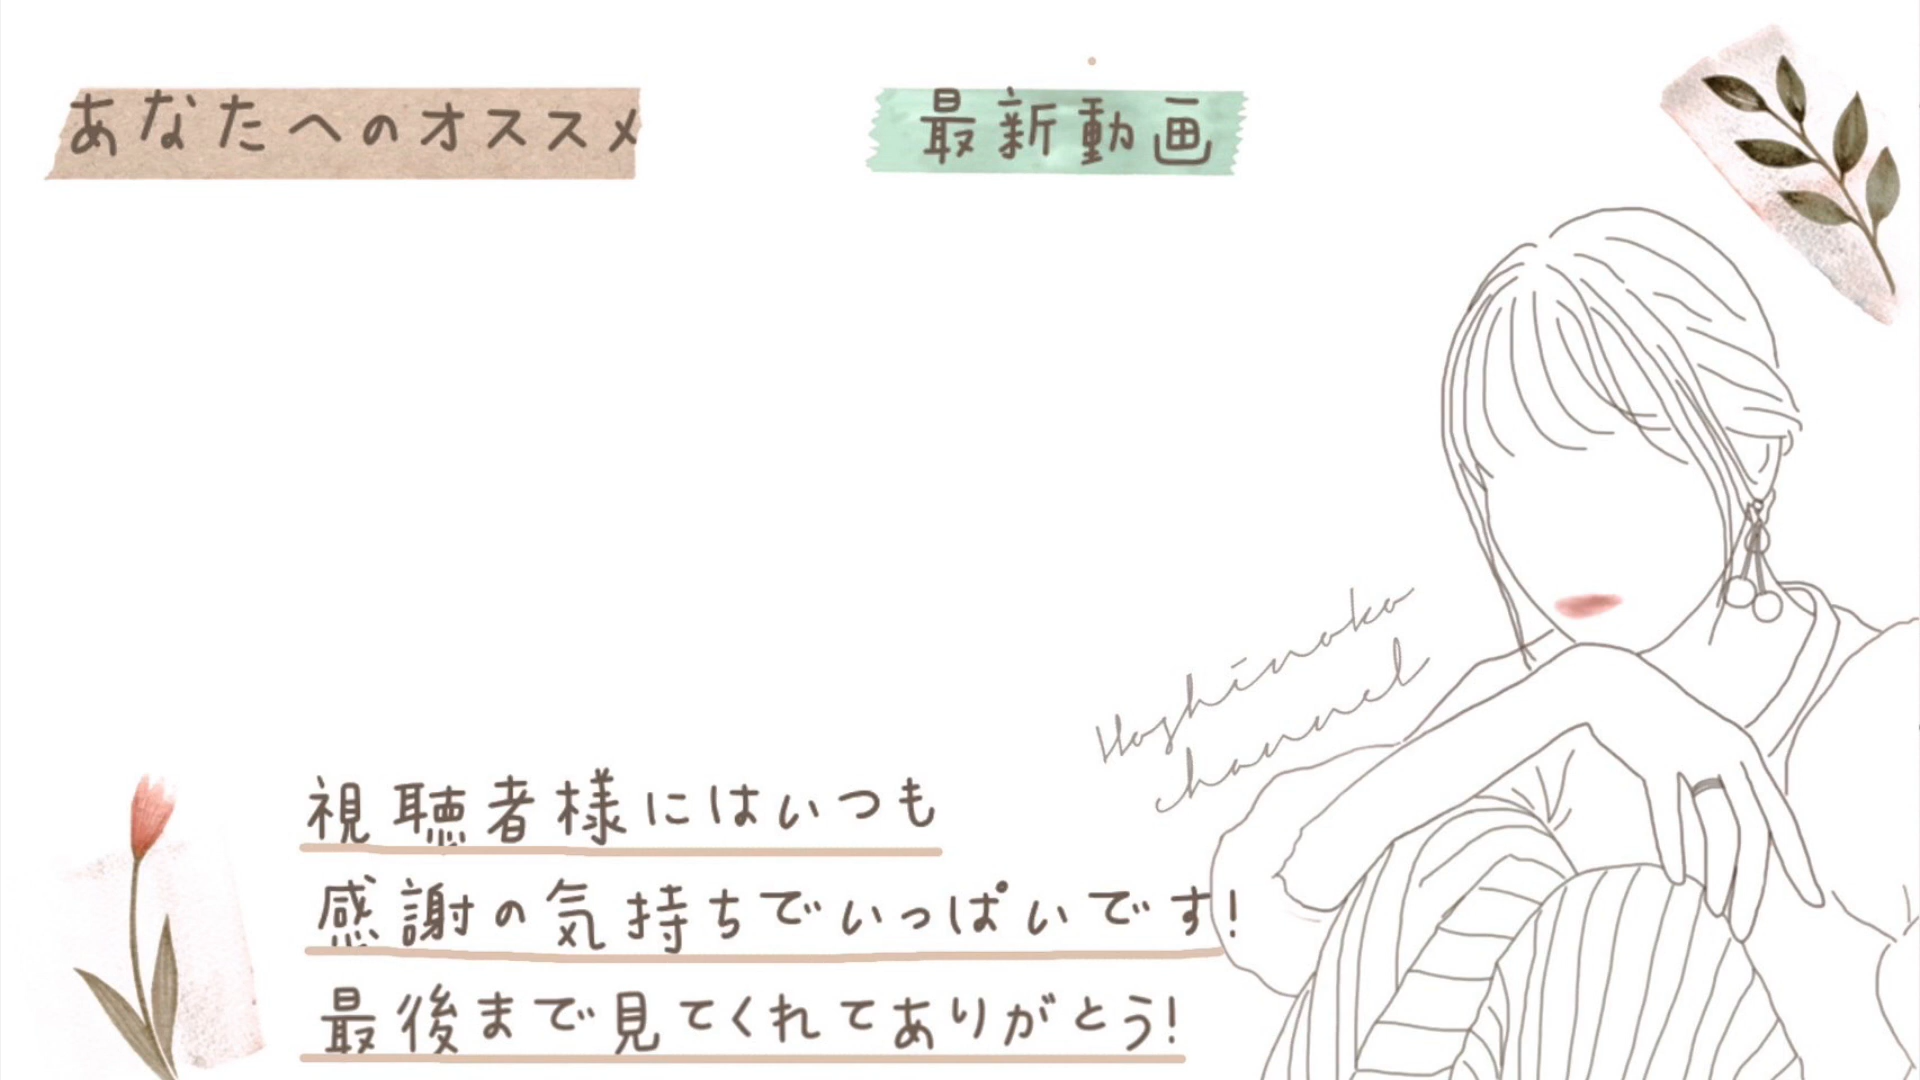 あなたへのオススメ
最新動画
Hoshinoko
channel
視聴者様にはいつも
感謝の気持ちでいっぱいです!
最後まで見てくれてありがとう!